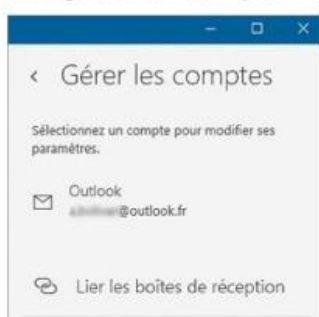 Gérer les comptes
Sélectionnez un compte pour modifier ses
paramètres.
Outlook
@outlook.fr
Lier les boîtes de réception